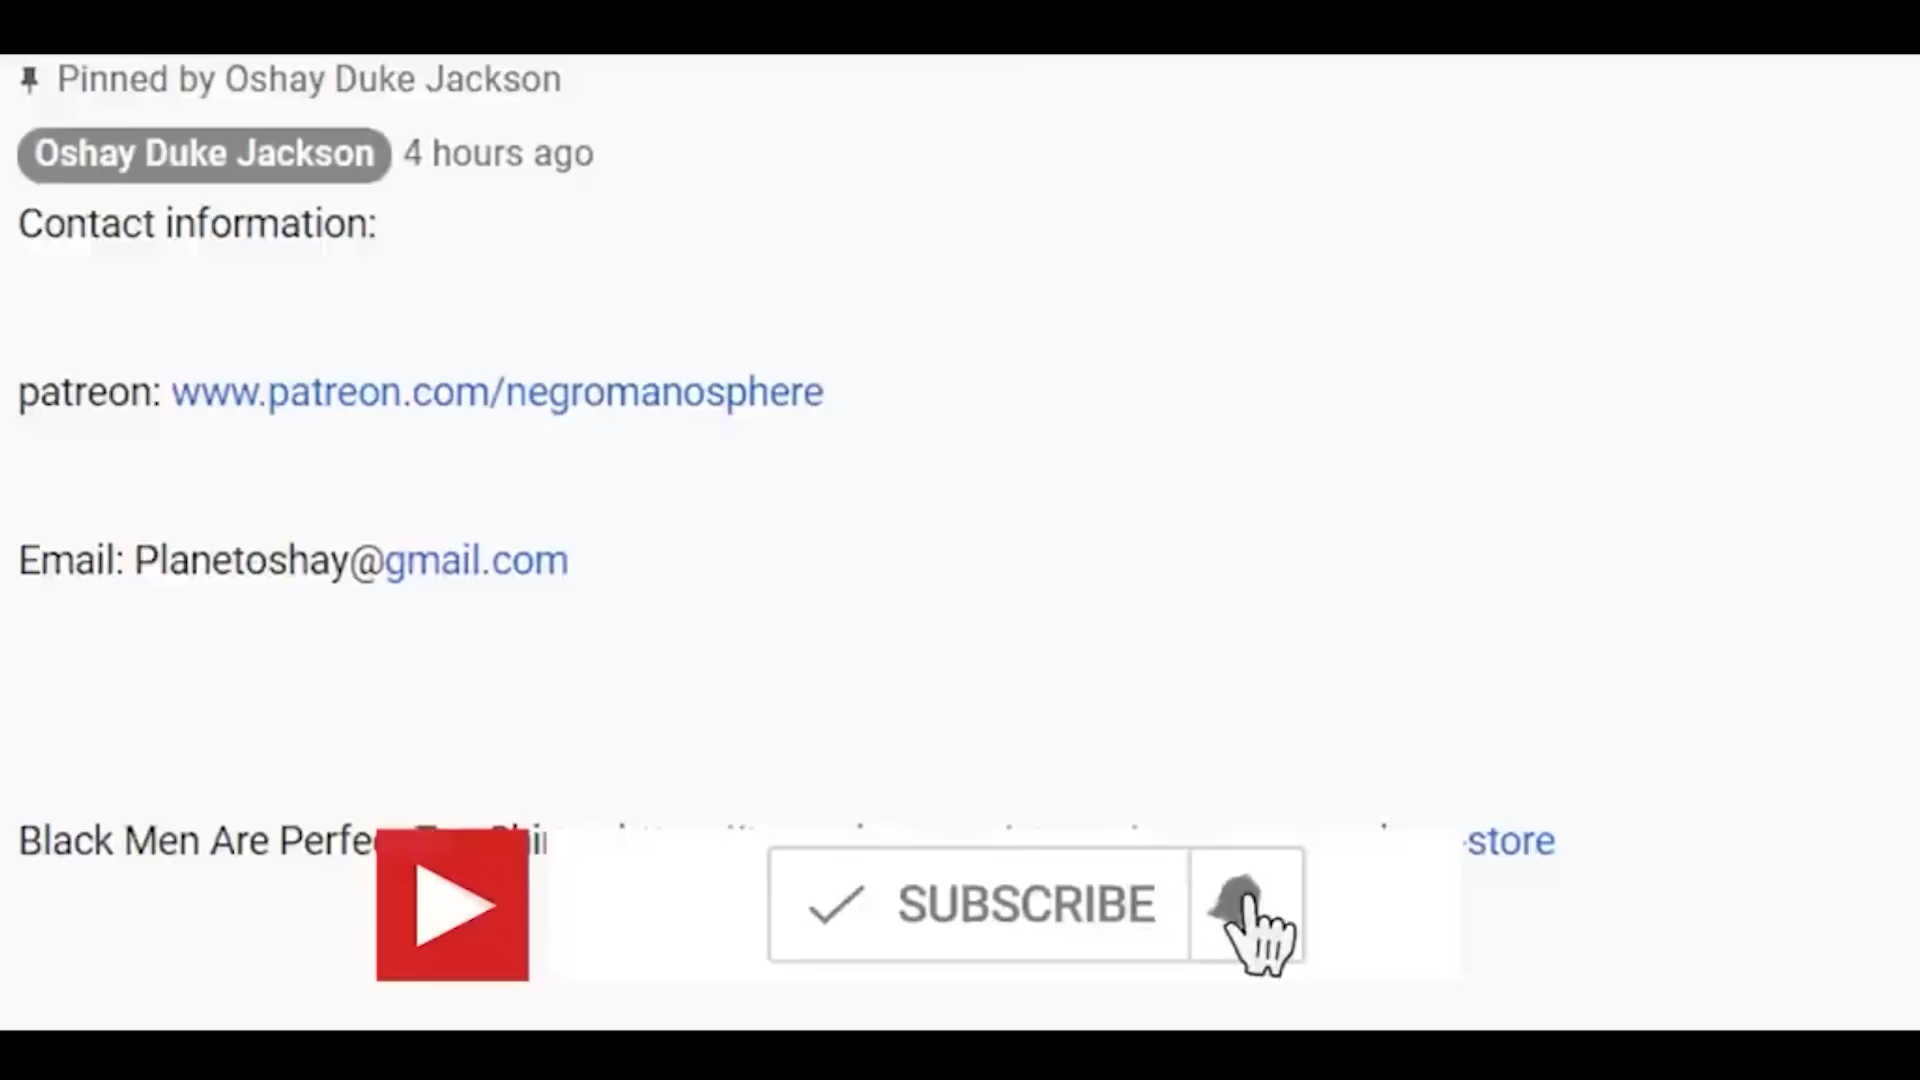 Pinned by Oshay Duke Jackson
Oshay Duke Jackson 4 hours ago
Contact information:
patreon: www.patreon.com/negromanosphere
Email: Planetoshay@gmail.com
Black Men Are -store
SUBSCRIBE